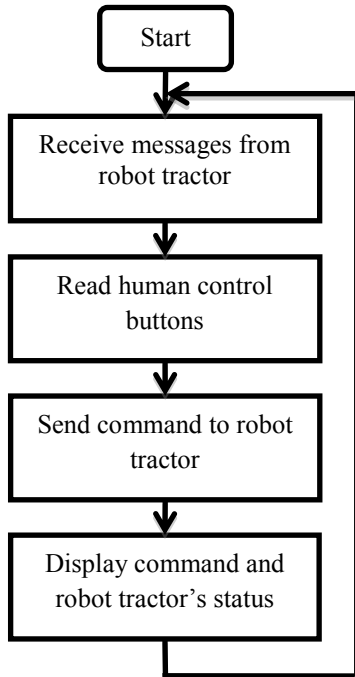 Start
Receive messages from
robot tractor
Read human control
buttons
Send command to robot
tractor
Display command and
robot tractor’s status